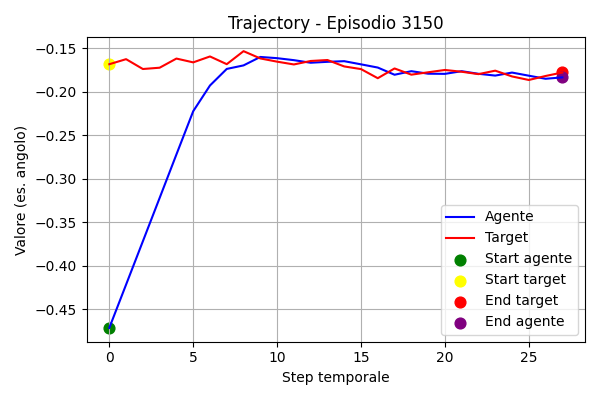 Trajectory - Episodio 3150
Valore (es. angolo)
−0.15
−0.20
−0.25
−0.30
−0.35
−0.40
−0.45
Agente
Target
Start agente
Start target
End target
End agente
0 5 10 15 20 25
Step temporale